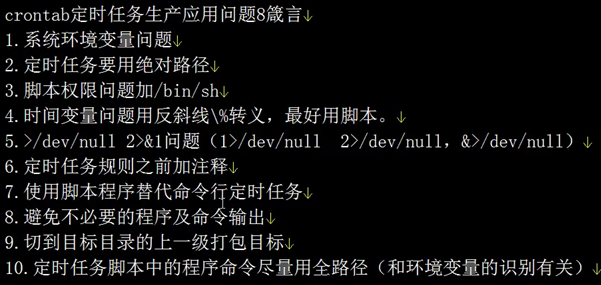 crontab定时任务生产应用问题8箴言↓
1.系统环境变量问题↓
2.定时任务要用绝对路径↓
3.脚本权限问题加/bin/sh↓
4.时间变量问题用反斜线\%转义，最好用脚本。↓
5.>/dev/null 2>&1问题（1>/dev/null  2>/dev/null，&>/dev/null）↓
6.定时任务规则之前加注释↓
7.使用脚本程序替代命令行定时任务↓
8.避免不必要的程序及命令输出↓
9.切到目标目录的上一级打包目标↓
10.定时任务脚本中的程序命令尽量用全路径（和环境变量的识别有关）↓